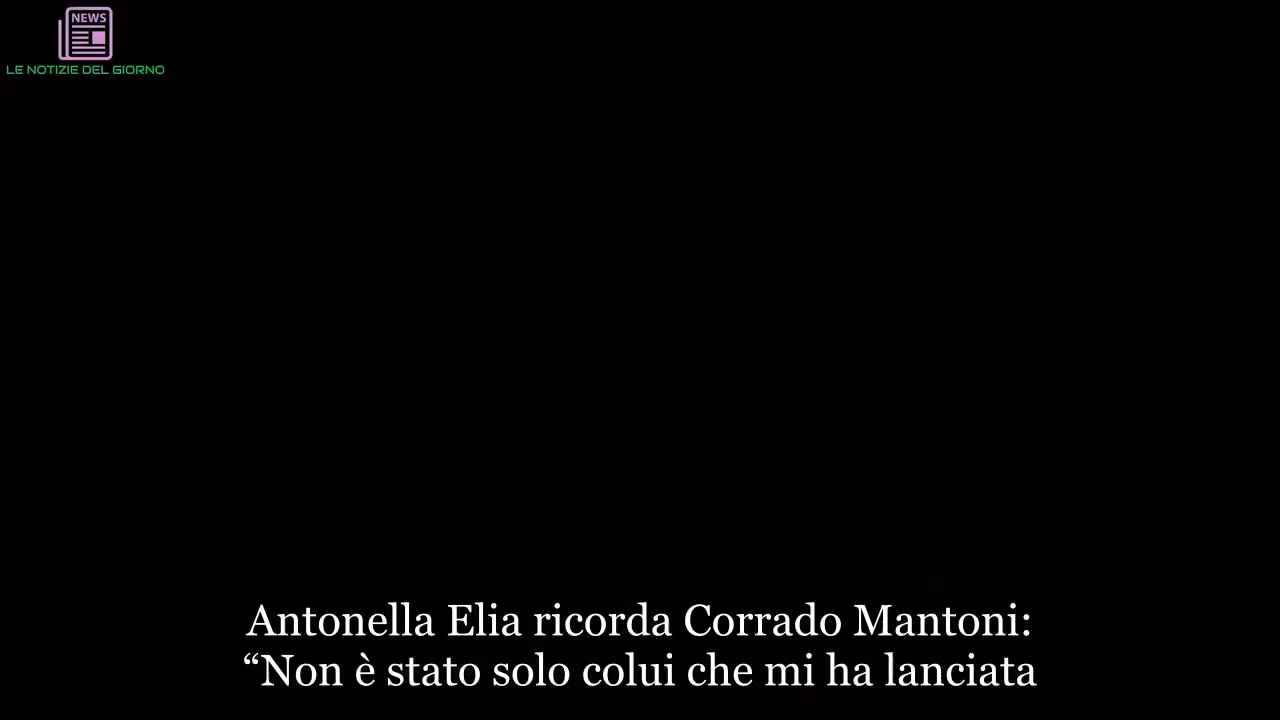 NEWS
LE NOTIZIE DEL GIORNO
Antonella Elia ricorda Corrado Mantoni:
“Non è stato solo colui che mi ha lanciata